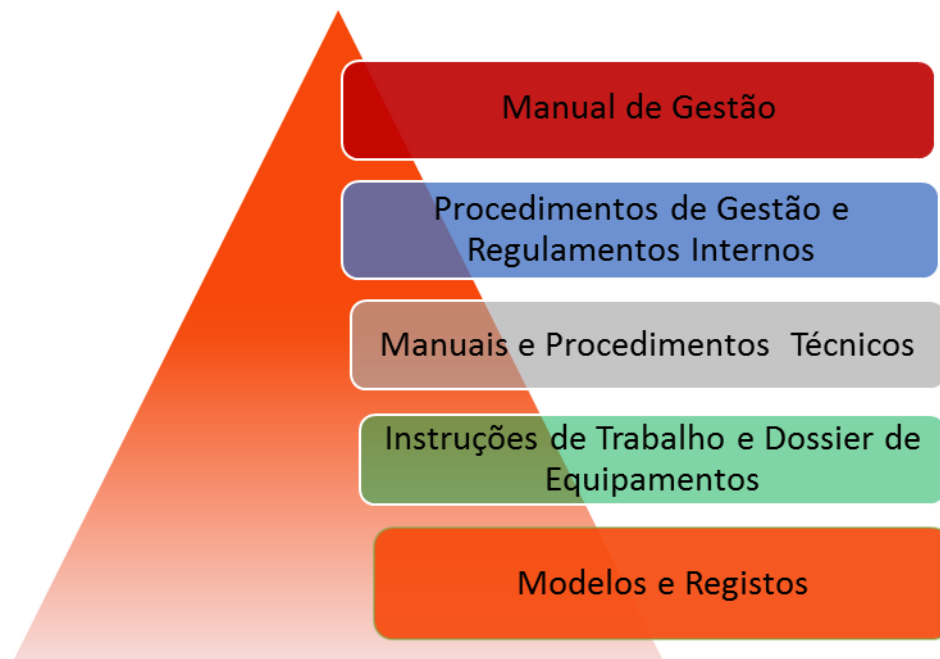 Manual de Gestão
Procedimentos de Gestão e
Regulamentos Internos
Manuais e Procedimentos Técnicos
Instruções de Trabalho e Dossier de
Equipamentos
Modelos e Registos